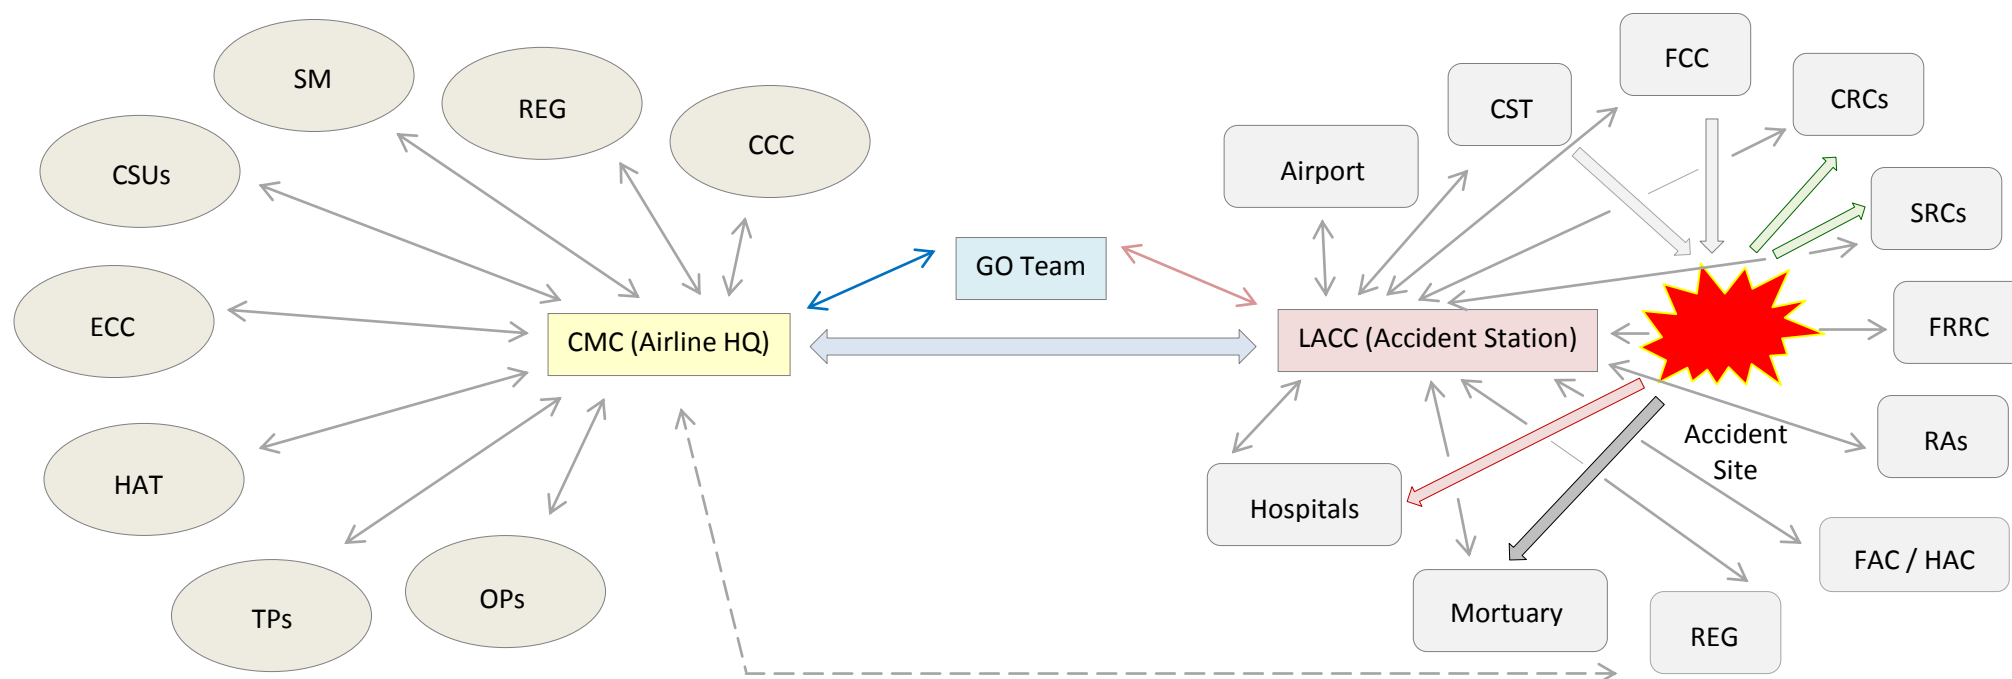 SM
REG
CCC
CSUs
ECC
HAT
TPs
OPs
CMC (Airline HQ)
GO Team
LACC (Accident Station)
Airport
CST
FCC
CRCs
SRCs
FRRC
RAs
FAC / HAC
REG
Mortuary
Hospitals
Accident
Site